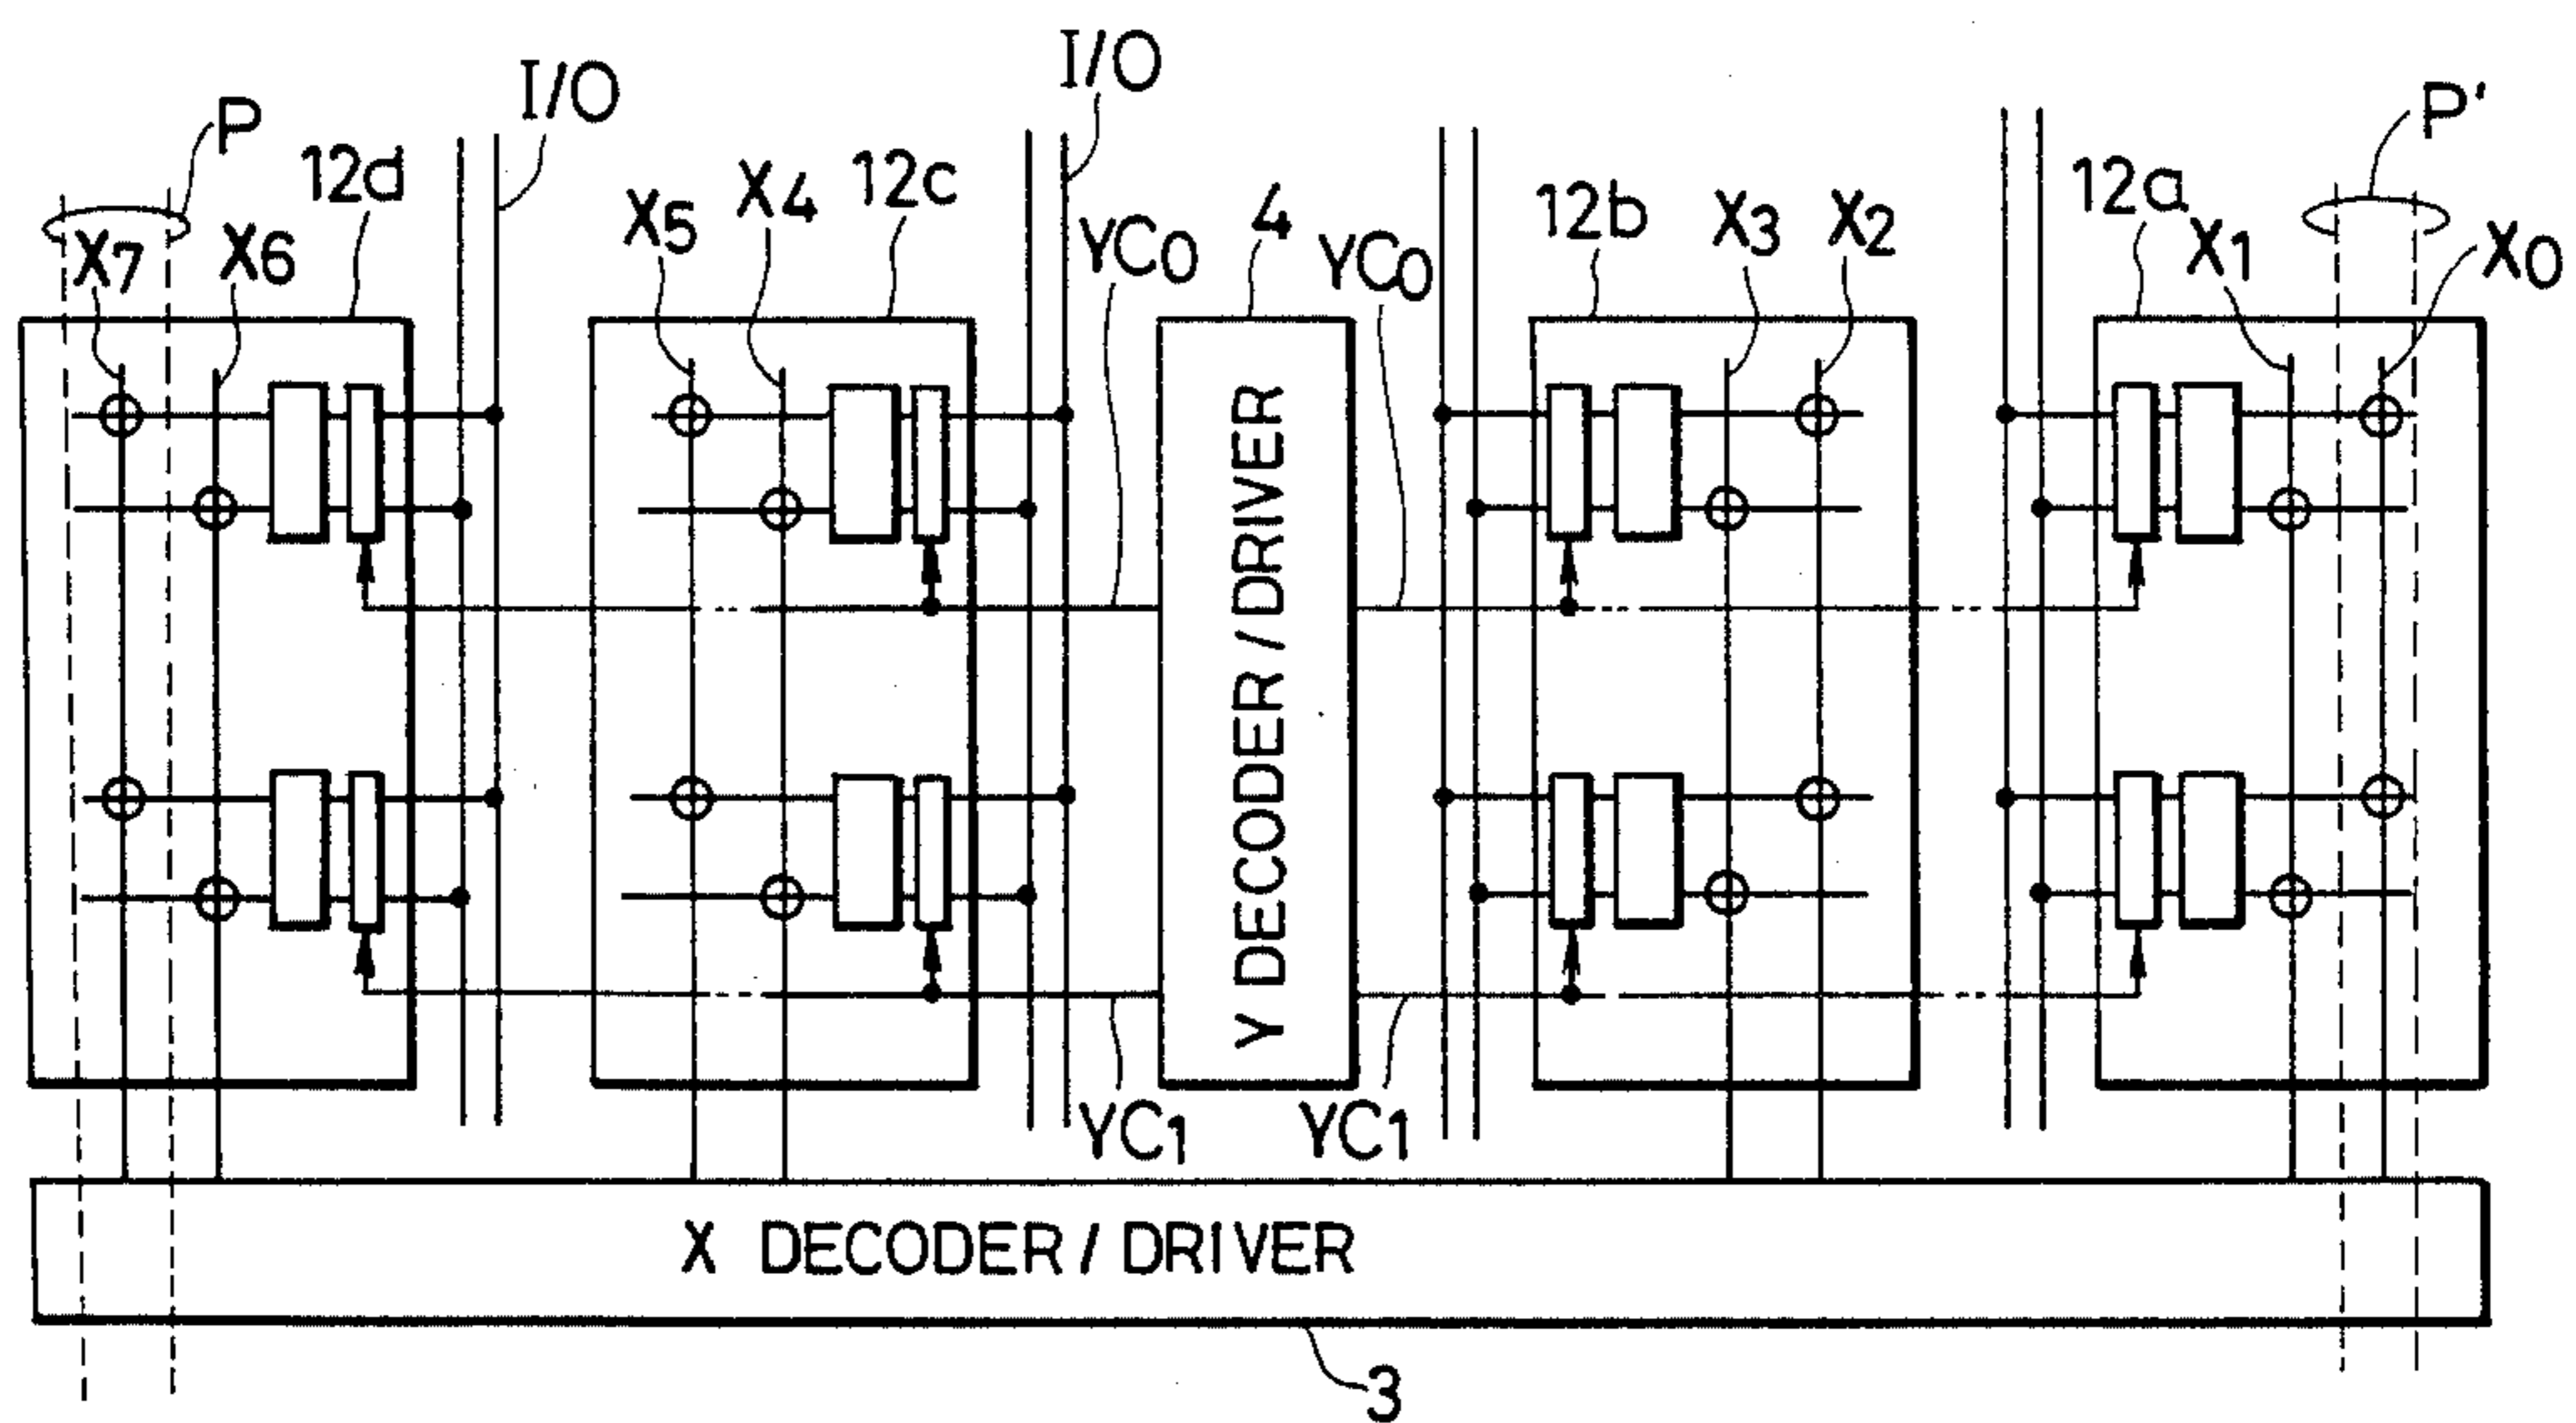 I/O
I/O
P
P'
12d
12c
4
12b
12a
X7
X6
X5
X4
YC0
YC0
X3
X2
X1
X0
Y DECODER / DRIVER
YC1
YC1
X DECODER / DRIVER
3